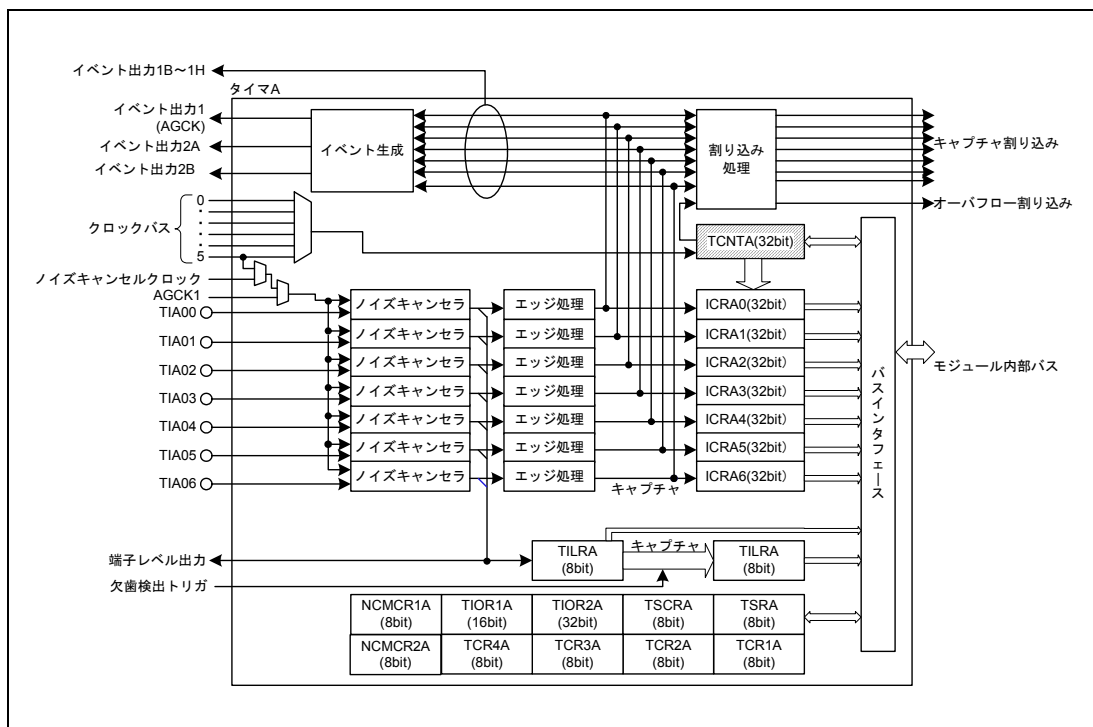 イベント出力1B～1H
タイマA
イベント出力1
(AGCK)
イベント出力2A
イベント出力2B
イベント生成
割り込み
処理
キャプチャ割り込み
オーバフロー割り込み
クロックバス
0
・
・
・
・
5
TCNTA(32bit)
ノイズキャンセルクロック
AGCK1
TIA00
ノイズキャンセラ
エッジ処理
ICRA0(32bit)
TIA01
ノイズキャンセラ
エッジ処理
ICRA1(32bit)
TIA02
ノイズキャンセラ
エッジ処理
ICRA2(32bit)
TIA03
ノイズキャンセラ
エッジ処理
ICRA3(32bit)
TIA04
ノイズキャンセラ
エッジ処理
ICRA4(32bit)
TIA05
ノイズキャンセラ
エッジ処理
ICRA5(32bit)
TIA06
ノイズキャンセラ
エッジ処理
ICRA6(32bit)
キャプチャ
バスインタフェース
モジュール内部バス
端子レベル出力
欠歯検出トリガ
TILRA
(8bit)
キャプチャ
TILRA
(8bit)
NCMCR1A
(8bit)
TIOR1A
(16bit)
TIOR2A
(32bit)
TSCRA
(8bit)
TSRA
(8bit)
NCMCR2A
(8bit)
TCR4A
(8bit)
TCR3A
(8bit)
TCR2A
(8bit)
TCR1A
(8bit)